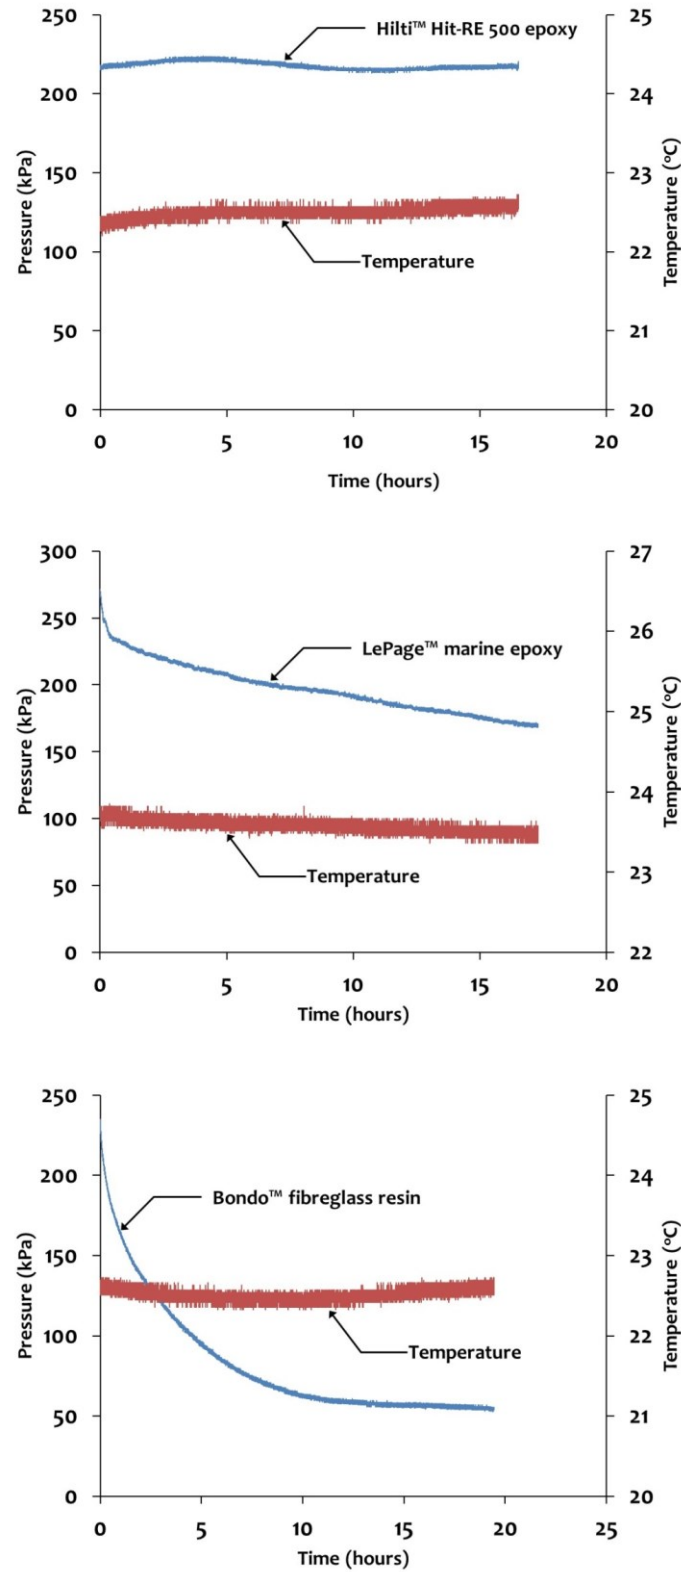 250
200
150
100
50
0
Pressure (kPa)
Hilti™ Hit-RE 500 epoxy
Temperature
25
24
23
22
21
20
Temperature (ºC)
0 5 10 15 20
Time (hours)
300
250
200
150
100
50
0
Pressure (kPa)
LePage™ marine epoxy
Temperature
27
26
25
24
23
22
Temperature (ºC)
0 5 10 15 20
Time (hours)
250
200
150
100
50
0
Pressure (kPa)
Bondo™ fibreglass resin
Temperature
25
24
23
22
21
20
Temperature (ºC)
0 5 10 15 20 25
Time (hours)